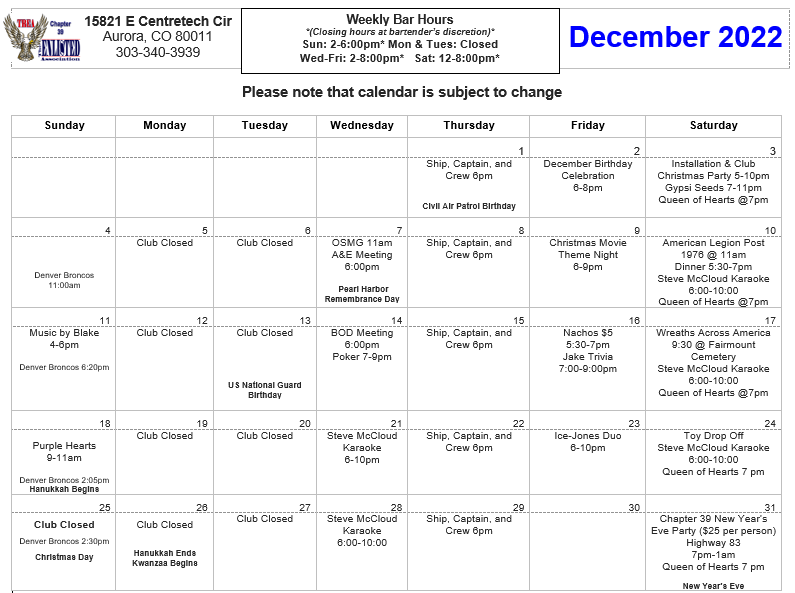 TREA Chapter
39
ENLISTED
Association
15821 E Centretech Cir
Aurora, CO 80011
303-340-3939
Weekly Bar Hours
*(Closing hours at bartender's discretion)*
Sun: 2-6:00pm* Mon & Tues: Closed
Wed-Fri: 2-8:00pm* Sat: 12-8:00pm*
December 2022
Please note that calendar is subject to change
Sunday Monday Tuesday Wednesday Thursday Friday Saturday
1
Ship, Captain, and
Crew 6pm
Civil Air Patrol Birthday
2
December Birthday
Celebration
6-8pm
3
Installation & Club
Christmas Party 5-10pm
Gypsi Seeds 7-11pm
Queen of Hearts @7pm
4
Denver Broncos
11:00am
5
Club Closed
6
Club Closed
7
OSMG 11am
A&E Meeting
6:00pm
Pearl Harbor
Remembrance Day
8
Ship, Captain, and
Crew 6pm
9
Christmas Movie
Theme Night
6-9pm
10
American Legion Post
1976 @ 11am
Dinner 5:30-7pm
Steve McCloud Karaoke
6:00-10:00
Queen of Hearts @7pm
11
Music by Blake
4-6pm
Denver Broncos 6:20pm
12
Club Closed
13
Club Closed
US National Guard
Birthday
14
BOD Meeting
6:00pm
Poker 7-9pm
15
Ship, Captain, and
Crew 6pm
16
Nachos $5
5:30-7pm
Jake Trivia
7:00-9:00pm
17
Wreaths Across America
9:30 @ Fairmount
Cemetery
Steve McCloud Karaoke
6:00-10:00
Queen of Hearts @7pm
18
Purple Hearts
9-11am
Denver Broncos 2:05pm
Hanukkah Begins
19
Club Closed
20
Club Closed
21
Steve McCloud
Karaoke
6-10pm
22
Ship, Captain, and
Crew 6pm
23
Ice-Jones Duo
6-10pm
24
Toy Drop Off
Steve McCloud Karaoke
6:00-10:00
Queen of Hearts 7 pm
25
Club Closed
Denver Broncos 2:30pm
Christmas Day
26
Club Closed
Hanukkah Ends
Kwanzaa Begins
27
Club Closed
28
Steve McCloud
Karaoke
6:00-10:00
29
Ship, Captain, and
Crew 6pm
30
31
Chapter 39 New Year's
Eve Party ($25 per person)
Highway 83
7pm-1am
Queen of Hearts 7 pm
New Year's Eve